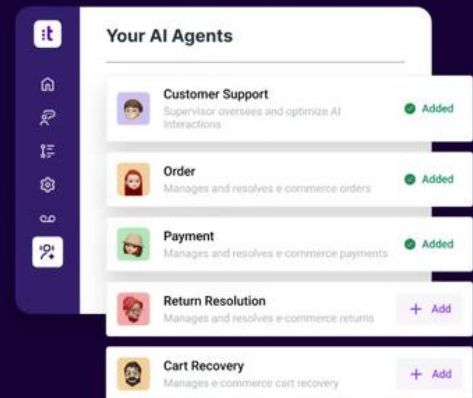 :t
Your AI Agents
Customer Support
Supervisor oversees and optimize AI
interactions
Added
Order
Manages and resolves e-commerce orders
Added
Payment
Manages and resolves e-commerce payments
Added
Return Resolution
Manages and resolves e-commerce returns
+ Add
Cart Recovery
Manages e-commerce cart recovery
+ Add